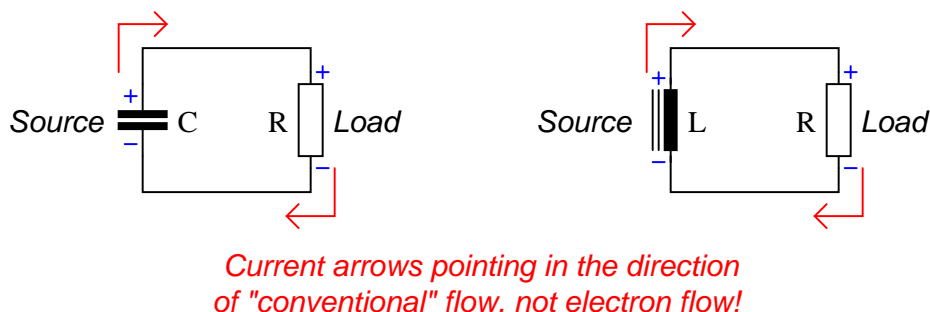 + +
Source C R Load
− −
+ +
Source L R Load
− −
Current arrows pointing in the direction
of "conventional" flow, not electron flow!